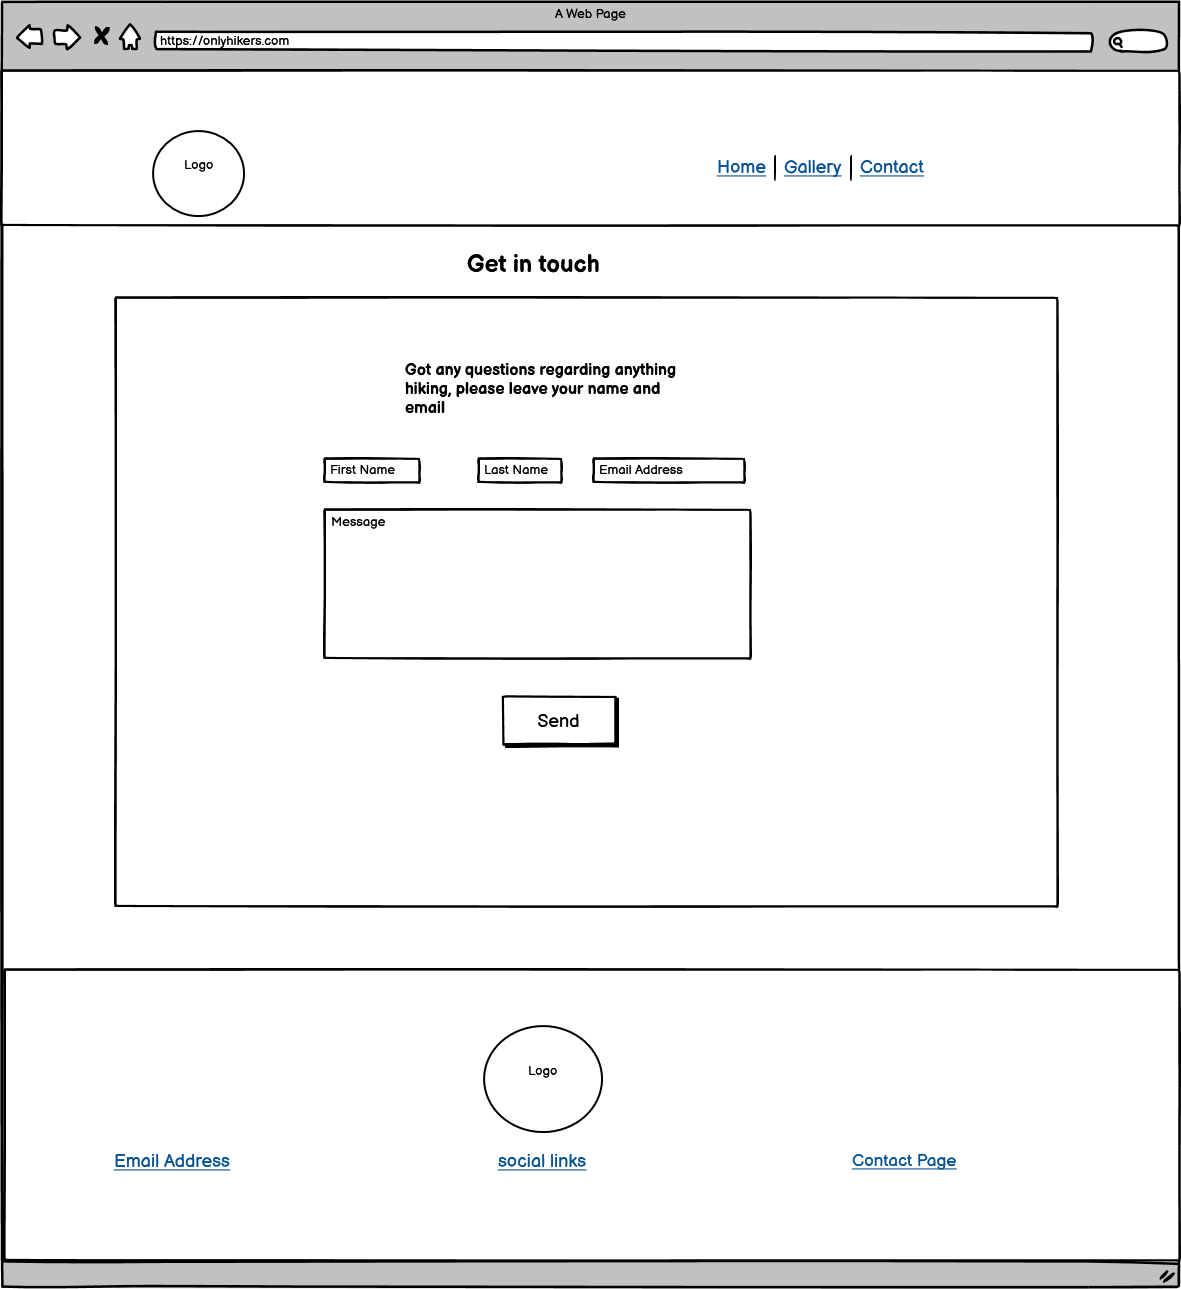 A Web Page
https://onlyhikers.com
Logo
Home | Gallery | Contact
Get in touch
Got any questions regarding anything
hiking, please leave your name and
email
First Name
Last Name
Email Address
Message
Send
Logo
Email Address
social links
Contact Page